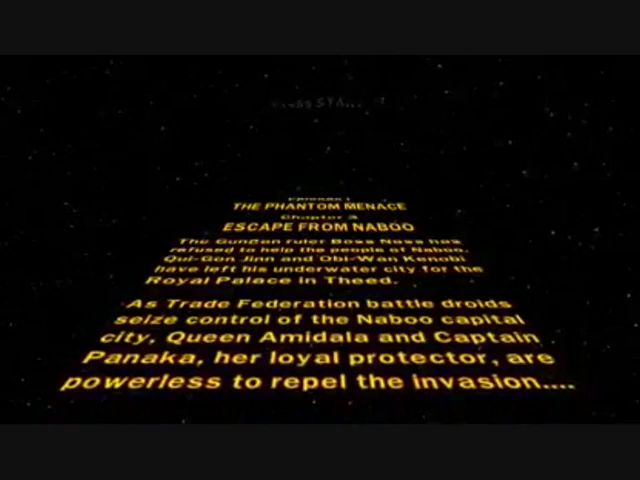 EPISODE I
THE PHANTOM MENACE
Chapter 3
ESCAPE FROM NABOO
The Gungan ruler Boss Nass has
refused to help the people of Naboo.
Qui-Gon Jinn and Obi-Wan Kenobi
have left his underwater city for the
Royal Palace in Theed.
As Trade Federation battle droids
seize control of the Naboo capital
city, Queen Amidala and Captain
Panaka, her loyal protector, are
powerless to repel the invasion....